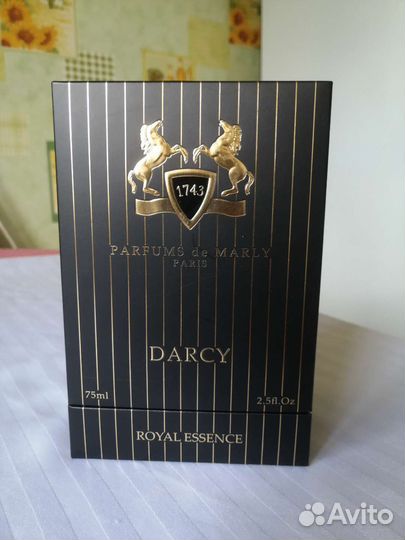 1743
PARFUMS de MARLY
PARIS
DARCY
75ml 2.5fl.Oz
ROYAL ESSENCE
Avito